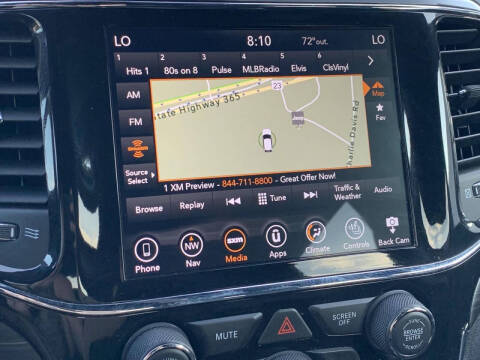 LO 8:10 72°out. LO
1 2 3 4 5 6
Hits 1 80s on 8 Pulse MLBRadio Elvis ClsVinyl
AM
FM
Source
Select
State Highway 365
23
Jeep
Charlie Davis Rd
Map
Fav
1 XM Preview - 844-711-8800 - Great Offer Now!
Browse Replay Tune Traffic & Weather Audio
NW
sxm
Phone Nav Media Apps Climate Controls Back Cam
MUTE
SCREEN OFF
BROWSE
ENTER